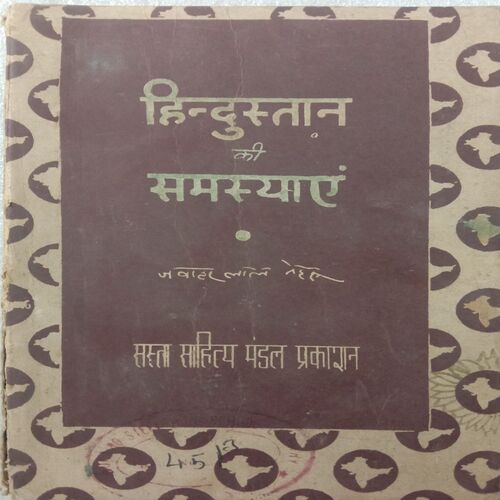 हिन्दुस्तान
की
समस्याएं
जवाहरलाल नेहरू
सस्ता साहित्य मंडल प्रकाशन
4513